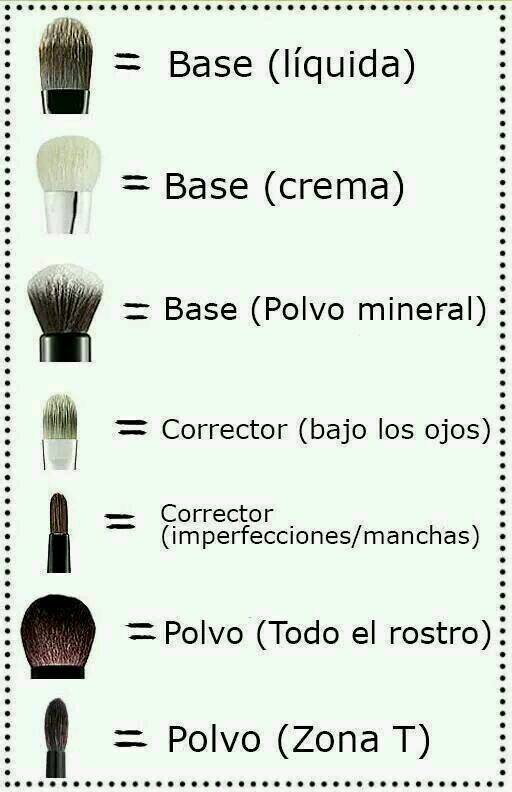 = Base (líquida)
= Base (crema)
= Base (Polvo mineral)
= Corrector (bajo los ojos)
= Corrector
(imperfecciones/manchas)
= Polvo (Todo el rostro)
= Polvo (Zona T)